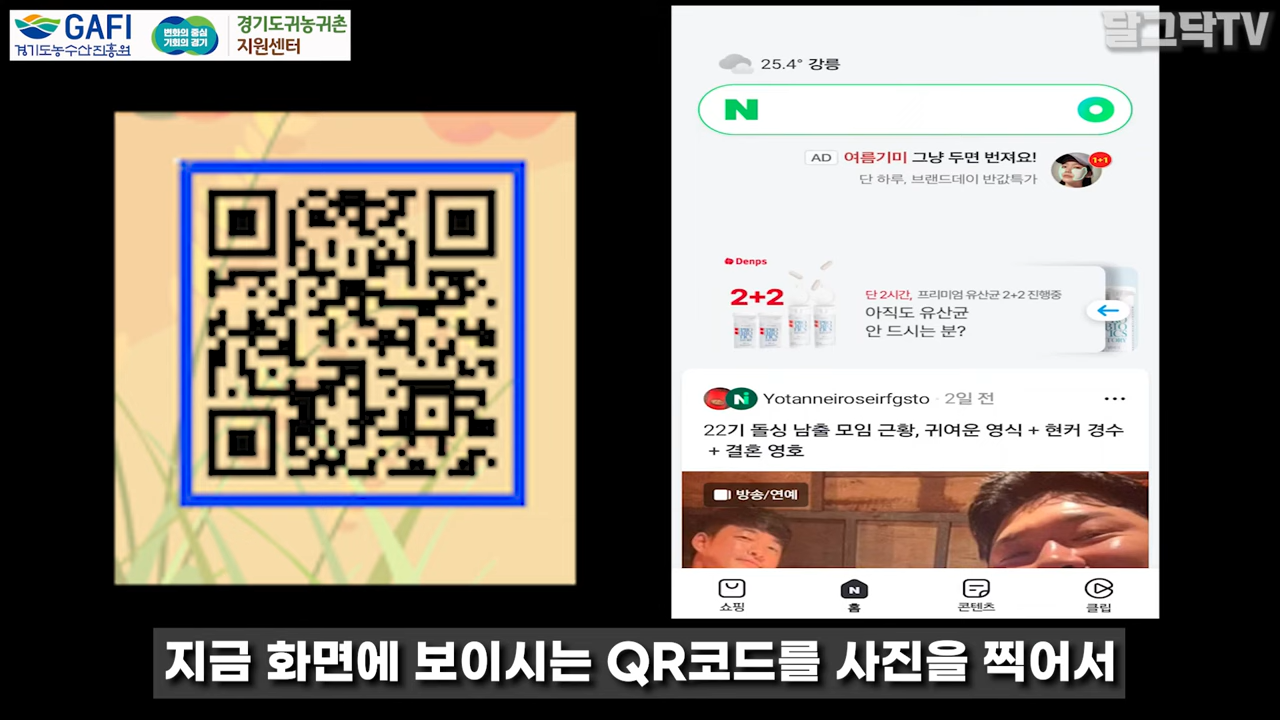 GAFI
경기도농수산진흥원
변화의 중심
기회의 경기
경기도귀농귀촌
지원센터
달그닥TV
25.4° 강릉
N
AD 여름기미 그냥 두면 번져요!
단 하루, 브랜드데이 반값특가
1+1
Denps
2+2
단 2시간, 프리미엄 유산균 2+2 진행중
아직도 유산균
안 드시는 분?
N Yotanneiroseirfgsto · 2일 전
22기 돌싱 남출 모임 근황, 귀여운 영식 + 현커 경수
+ 결혼 영호
방송/연예
쇼핑
N 홈
콘텐츠
클립
지금 화면에 보이시는 QR코드를 사진을 찍어서